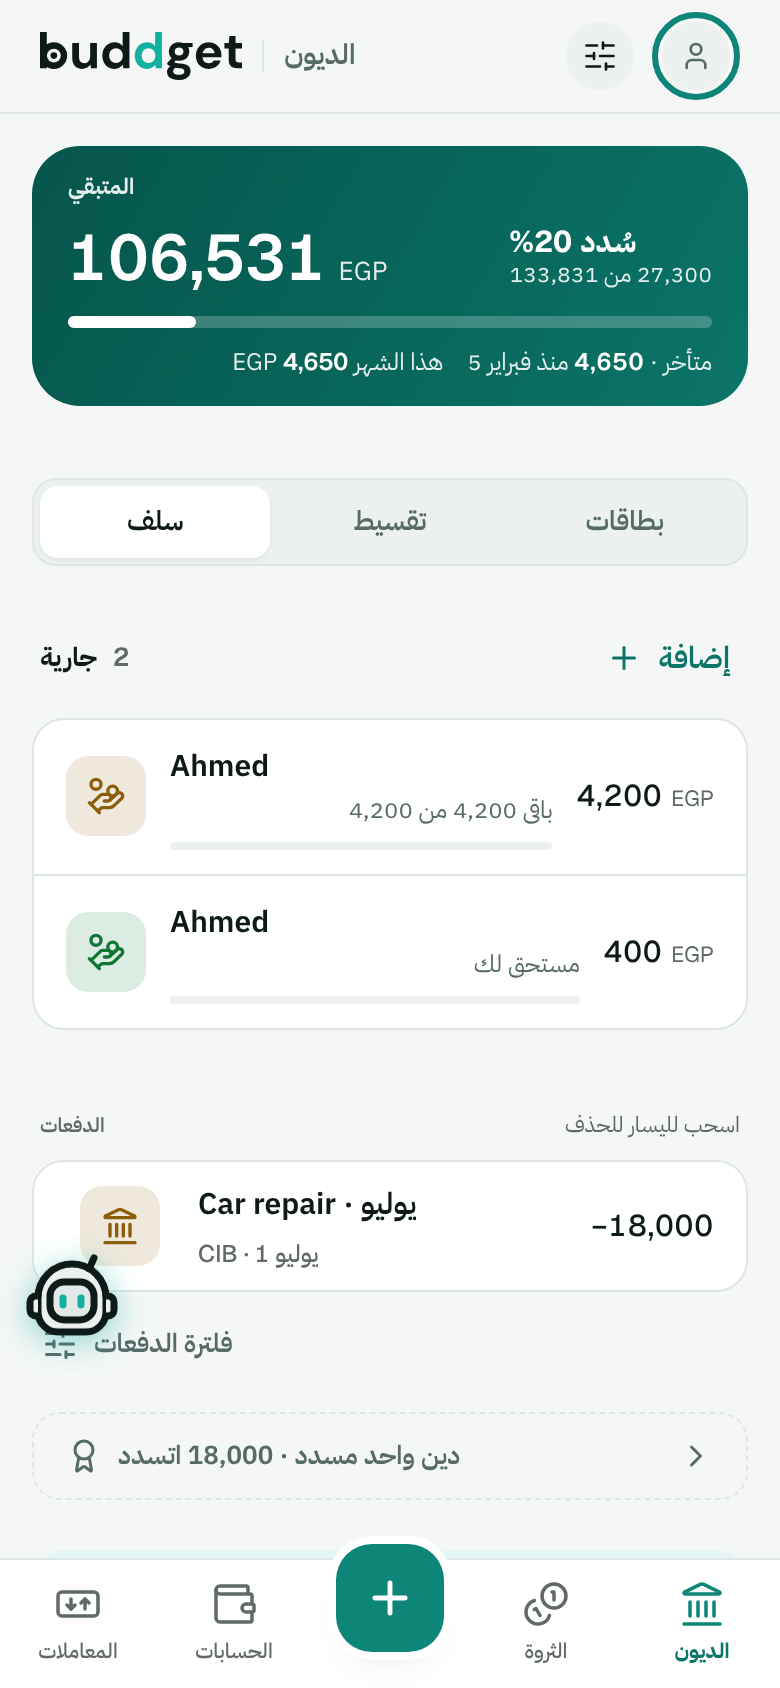 buddget
الديون
المتبقي
106,531 EGP
سُدد 20%
27,300 من 133,831
متأخر · 4,650 منذ فبراير 5
هذا الشهر 4,650 EGP
سلف
تقسيط
بطاقات
جارية 2
إضافة +
Ahmed
باقي 4,200 من 4,200
4,200 EGP
Ahmed
مستحق لك
400 EGP
الدفعات
اسحب لليسار للحذف
Car repair · يوليو
CIB · 1 يوليو
−18,000
فلترة الدفعات
دين واحد مسدد · 18,000 اتسدد
المعاملات
الحسابات
الثروة
الديون